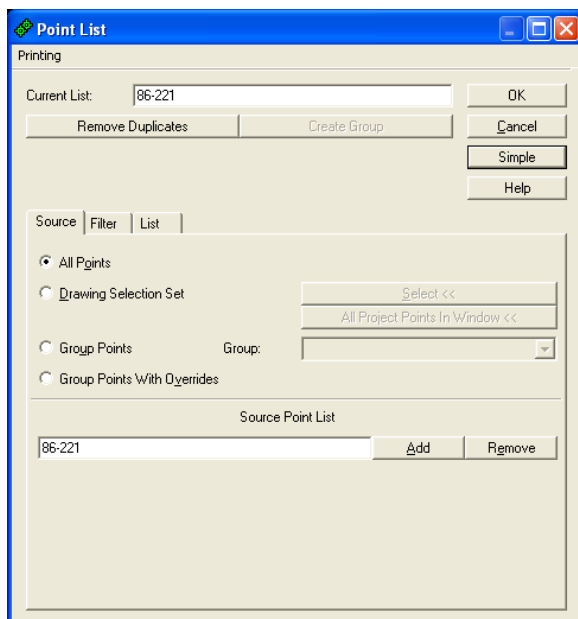 Point List
Printing
Current List: 86-221 OK
Remove Duplicates Create Group Cancel
Simple
Help
Source Filter List
All Points
Drawing Selection Set Select <<
All Project Points In Window <<
Group Points Group:
Group Points With Overrides
Source Point List
86-221 Add Remove